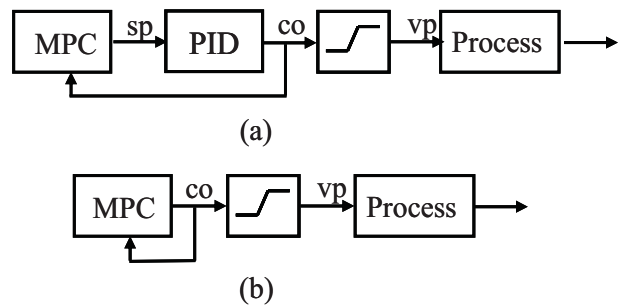 MPC sp PID co vp Process
(a)
MPC co vp Process
(b)